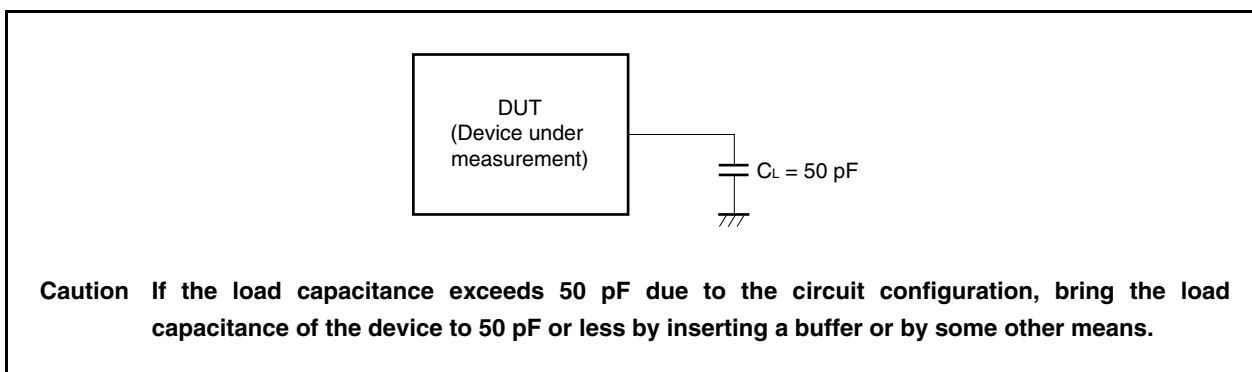 DUT
(Device under
measurement)
CL = 50 pF
Caution If the load capacitance exceeds 50 pF due to the circuit configuration, bring the load
capacitance of the device to 50 pF or less by inserting a buffer or by some other means.